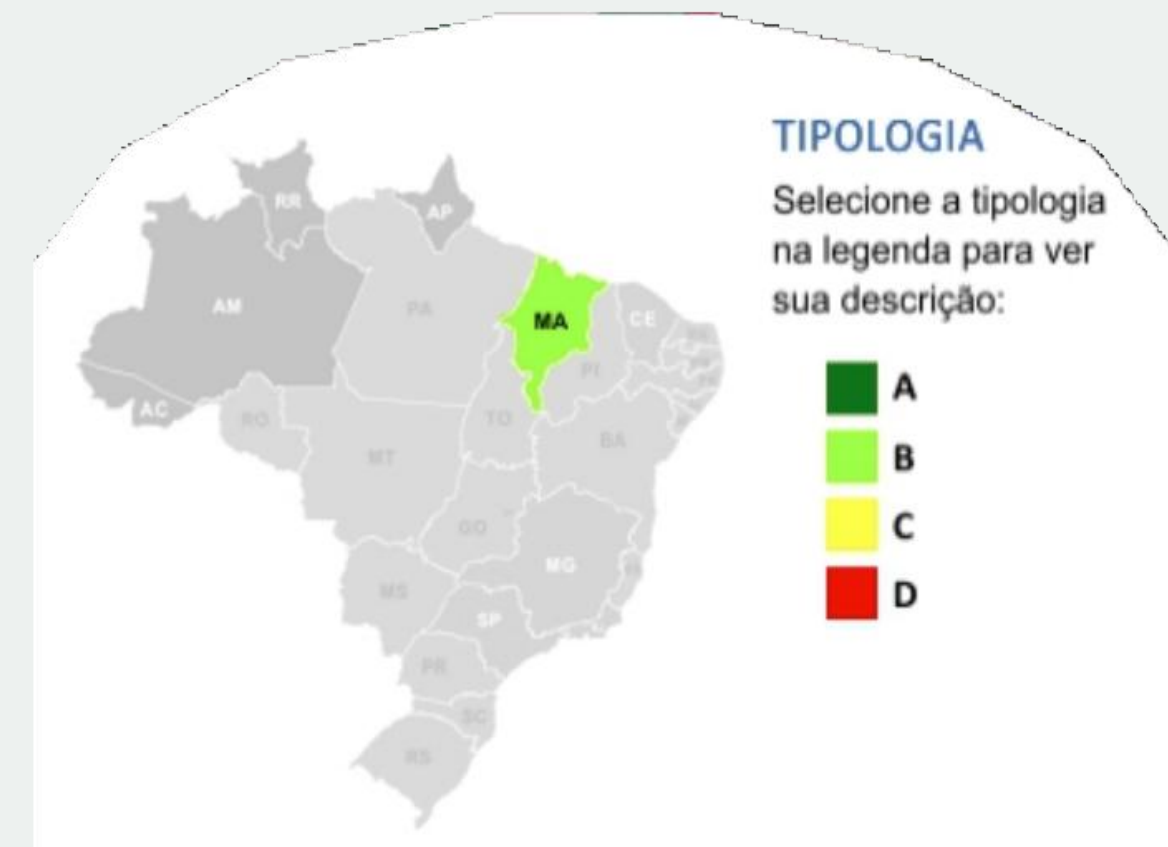 TIPOLOGIA
Selecione a tipologia
na legenda para ver
sua descrição:
A
B
C
D
RR
AP
AM
PA
MA
CE
PI
AC
RO
TO
BA
MT
GO
MG
MS
SP
PR
SC
RS